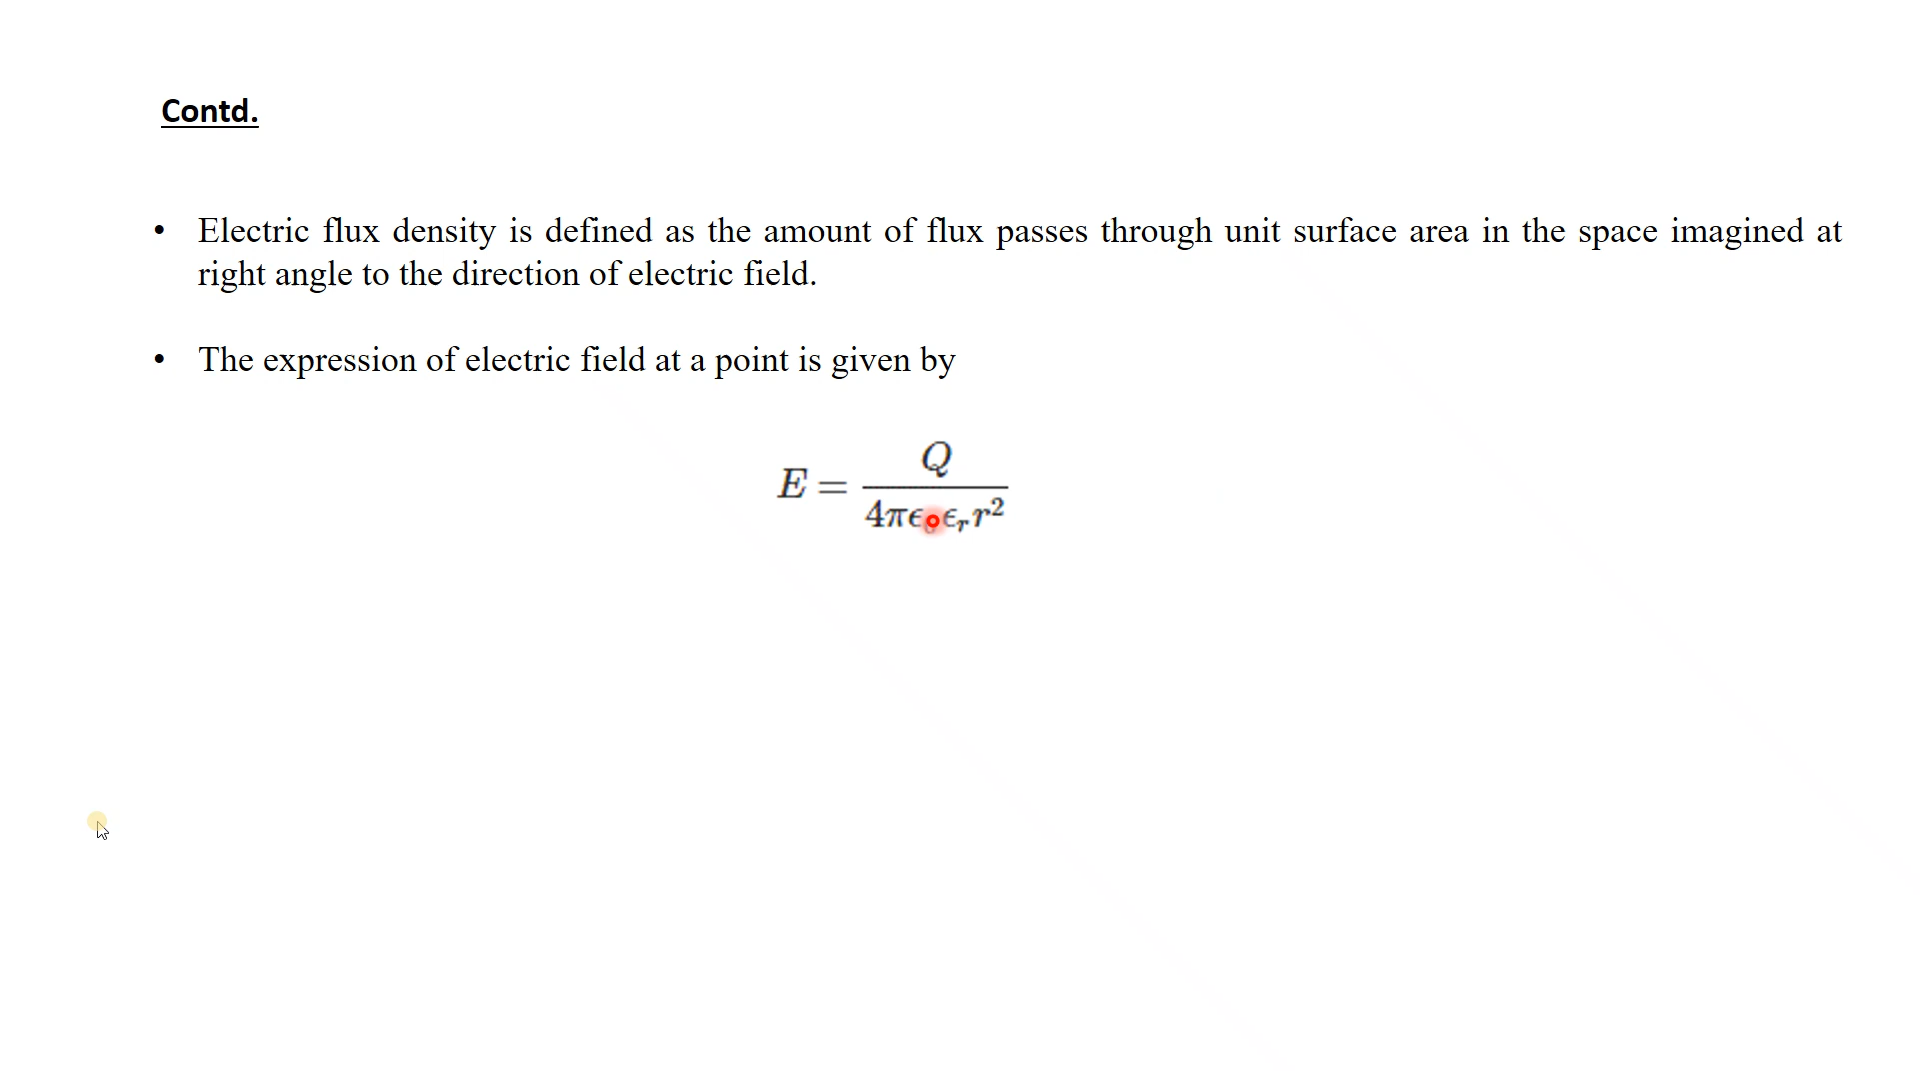 Contd.
• Electric flux density is defined as the amount of flux passes through unit surface area in the space imagined at
right angle to the direction of electric field.
• The expression of electric field at a point is given by
E = Q / 4πϵ ϵᵣr²